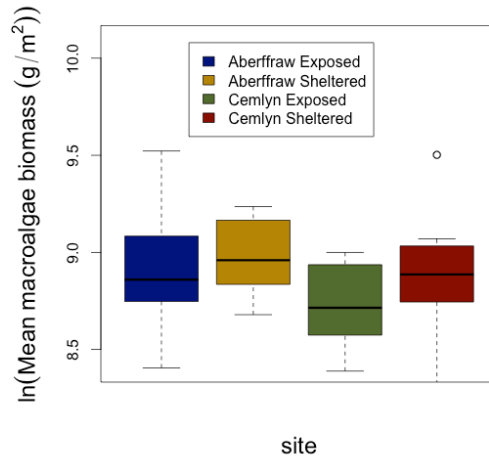 ln(Mean macroalgae biomass (g/m²)
10.0
9.5
9.0
8.5
Aberffraw Exposed
Aberffraw Sheltered
Cemlyn Exposed
Cemlyn Sheltered
site